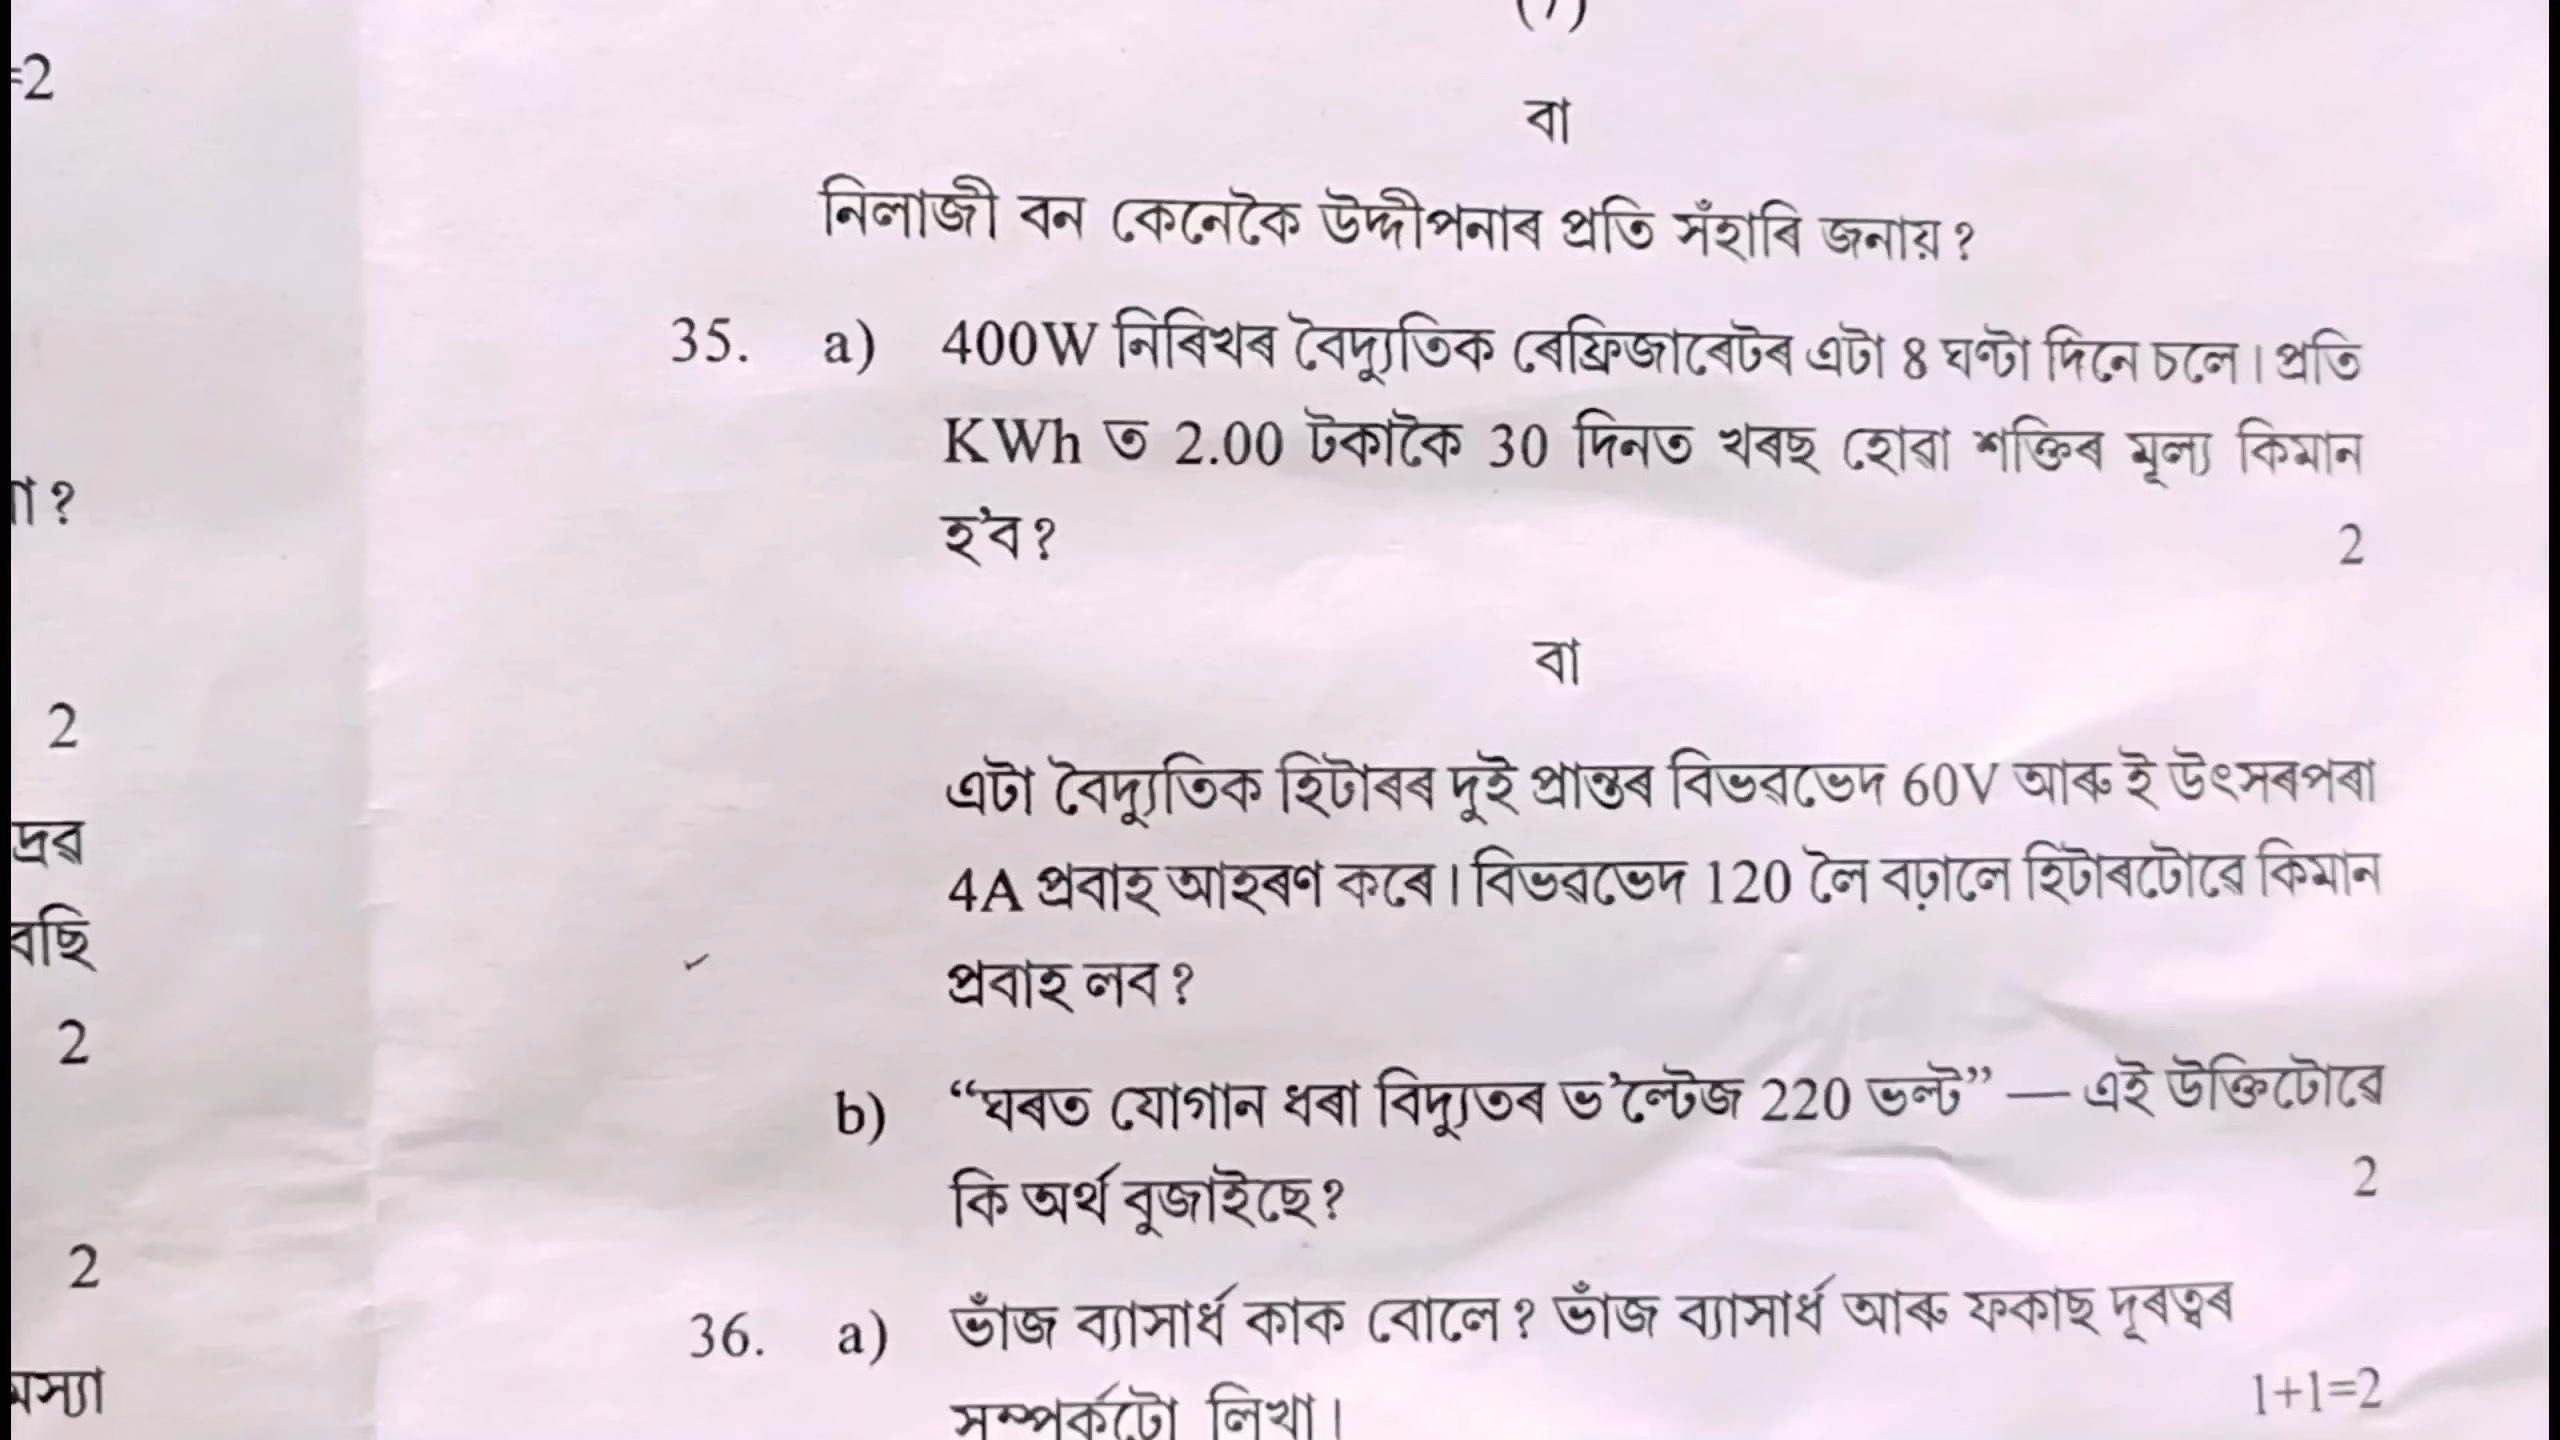 =2
বা
নিলাজী বন কেনেকৈ উদ্দীপনাৰ প্ৰতি সঁহাৰি জনায়?
35. a) 400W নিৰিখৰ বৈদ্যুতিক ৰেফ্ৰিজাৰেটৰ এটা 8 ঘণ্টা দিনে চলে। প্ৰতি
KWh ত 2.00 টকাকৈ 30 দিনত খৰছ হোৱা শক্তিৰ মূল্য কিমান
হ’ব? 2
বা
এটা বৈদ্যুতিক হিটাৰৰ দুই প্ৰান্তৰ বিভৱভেদ 60V আৰু ই উৎসৰপৰা
4A প্ৰবাহ আহৰণ কৰে। বিভৱভেদ 120 লৈ বঢ়ালে হিটাৰটোৱে কিমান
প্ৰবাহ লব?
b) “ঘৰত যোগান ধৰা বিদ্যুতৰ ভ’ল্টেজ 220 ভল্ট” — এই উক্তিটোৱে
কি অৰ্থ বুজাইছে? 2
36. a) ভাঁজ ব্যাসাৰ্ধ কাক বোলে? ভাঁজ ব্যাসাৰ্ধ আৰু ফকাছ দূৰত্বৰ
সম্পৰ্কটো লিখা। 1+1=2
2
2
2